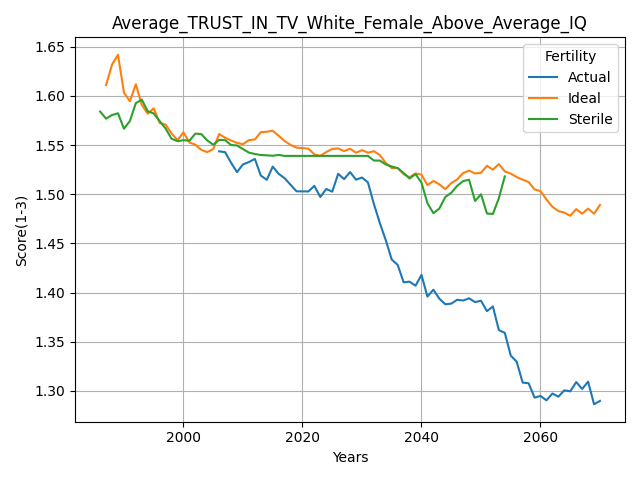 Average_TRUST_IN_TV_White_Female_Above_Average_IQ
Fertility
Actual
Ideal
Sterile
Score(1-3)
1.65
1.60
1.55
1.50
1.45
1.40
1.35
1.30
2000 2020 2040 2060
Years